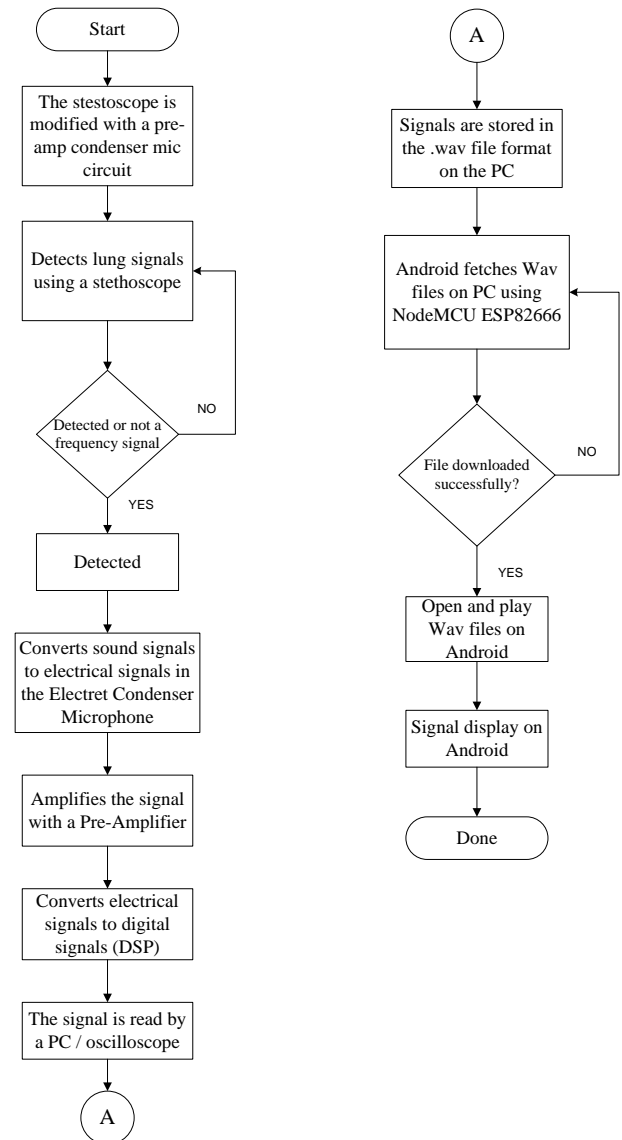 Start
The stestoscope is
modified with a pre-
amp condenser mic
circuit
Detects lung signals
using a stethoscope
Detected or not a
frequency signal
NO
YES
Detected
Converts sound signals
to electrical signals in
the Electret Condenser
Microphone
Amplifies the signal
with a Pre-Amplifier
Converts electrical
signals to digital
signals (DSP)
The signal is read by
a PC / oscilloscope
A
A
Signals are stored in
the .wav file format
on the PC
Android fetches Wav
files on PC using
NodeMCU ESP82666
File downloaded
successfully?
NO
YES
Open and play
Wav files on
Android
Signal display on
Android
Done